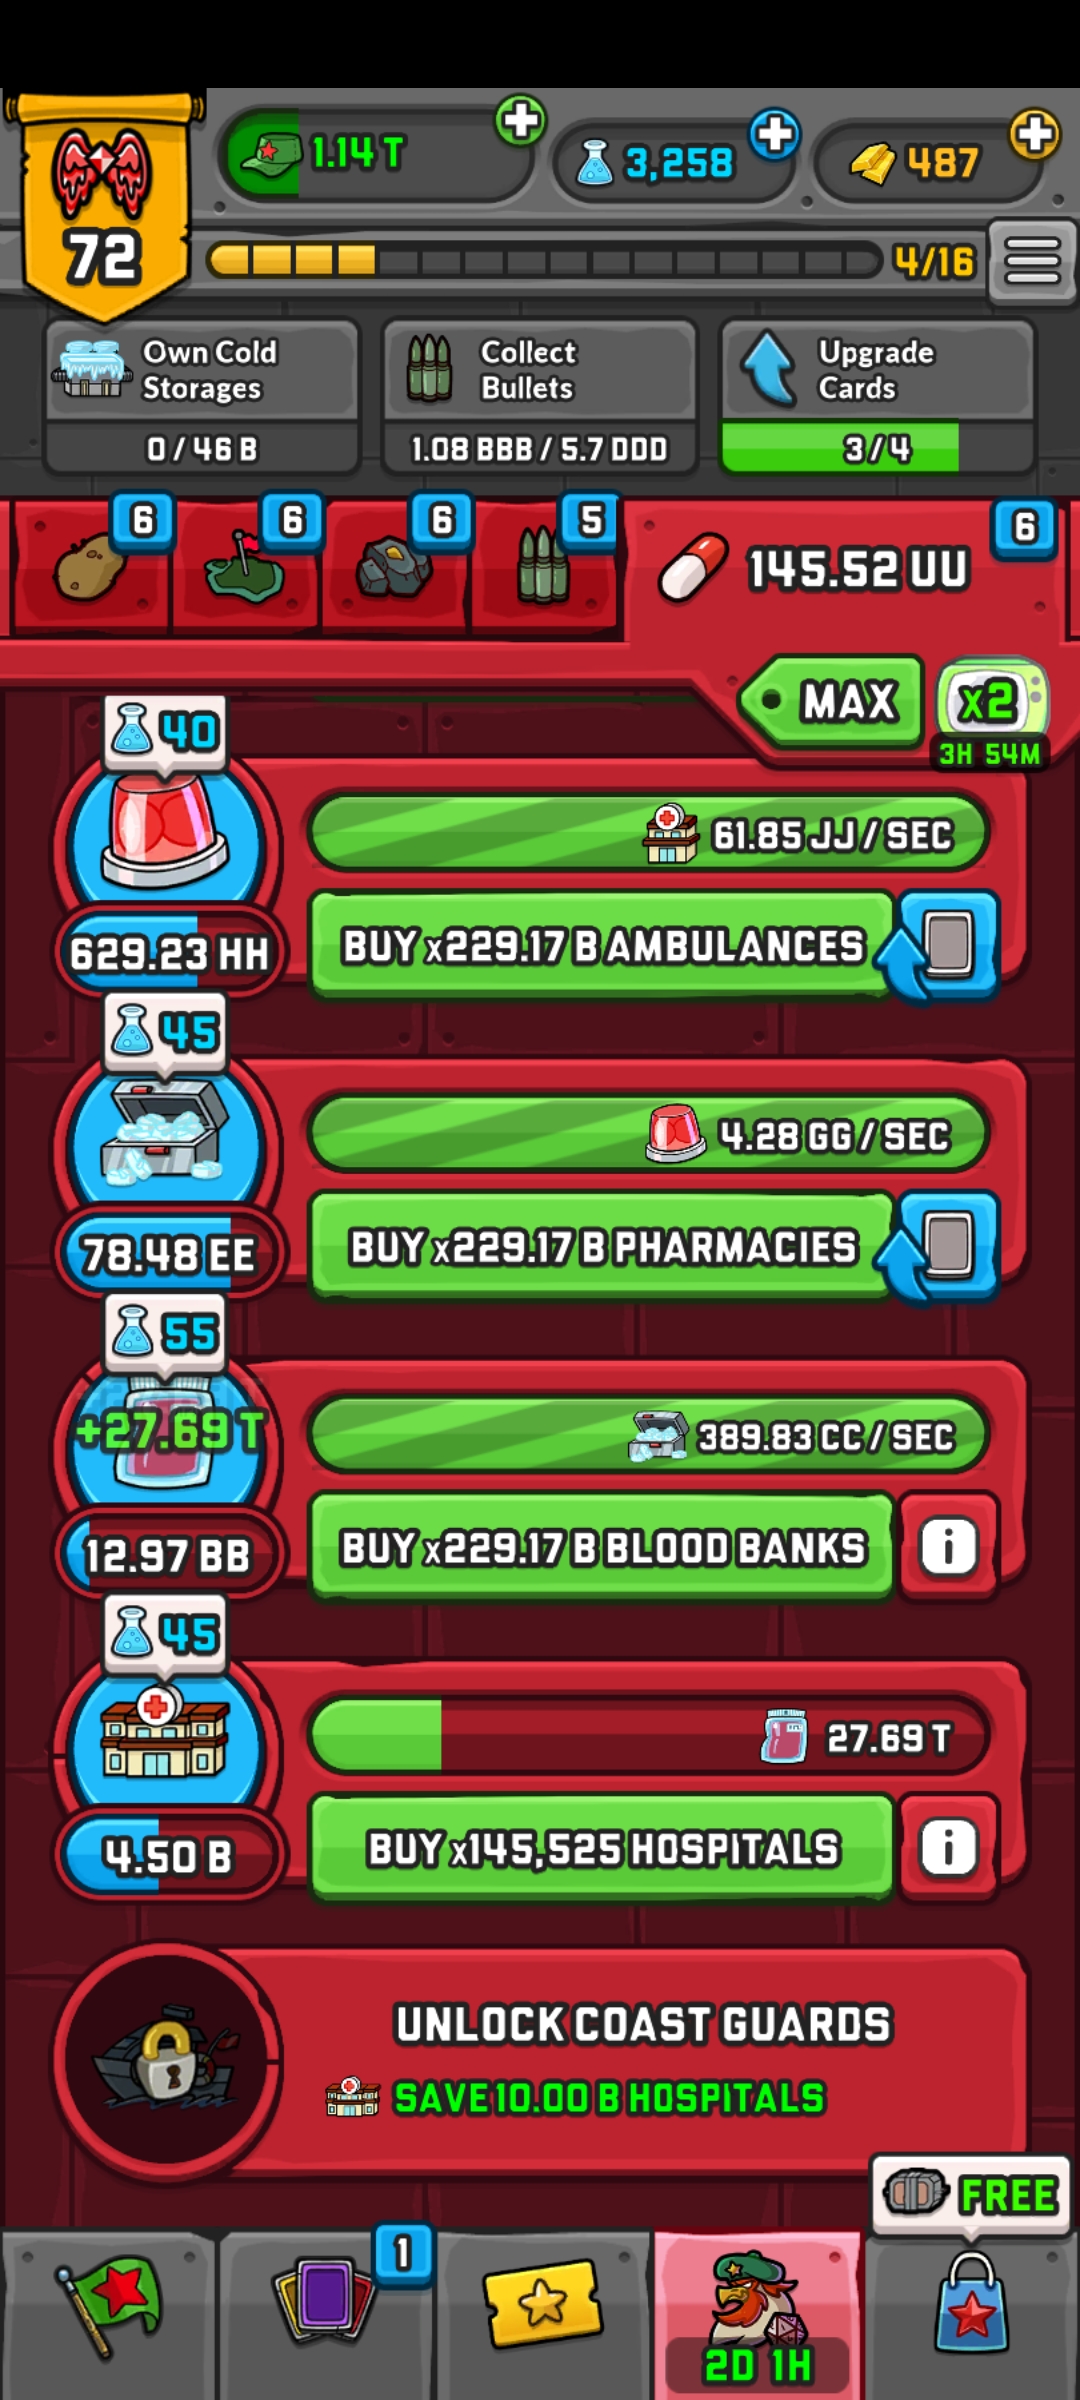 1.14 T
3,258
487
72
4/16
Own Cold
Storages
0 / 46 B
Collect
Bullets
1.08 BBB / 5.7 DDD
Upgrade
Cards
3/4
6
6
6
5
6
145.52 UU
MAX
x2
3H 54M
40
61.85 JJ / SEC
629.23 HH
BUY x229.17 B AMBULANCES
45
4.28 GG / SEC
78.48 EE
BUY x229.17 B PHARMACIES
55
+27.69 T
389.83 CC / SEC
12.97 BB
BUY x229.17 B BLOOD BANKS
i
45
27.69 T
4.50 B
BUY x145,525 HOSPITALS
i
UNLOCK COAST GUARDS
SAVE 10.00 B HOSPITALS
FREE
1
2D 1H